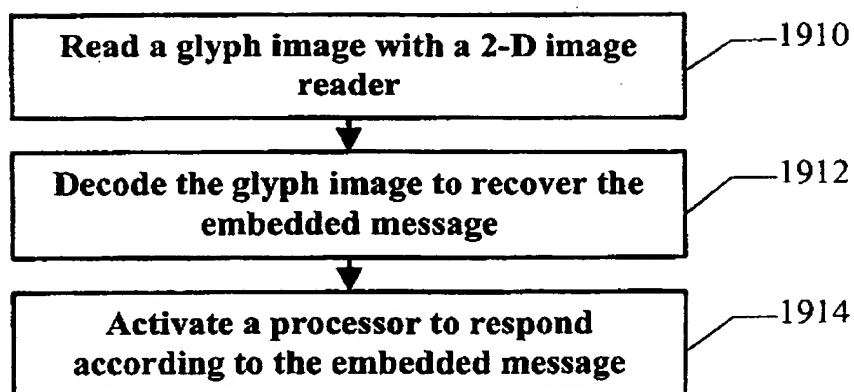 Read a glyph image with a 2-D image
reader
1910
Decode the glyph image to recover the
embedded message
1912
Activate a processor to respond
according to the embedded message
1914